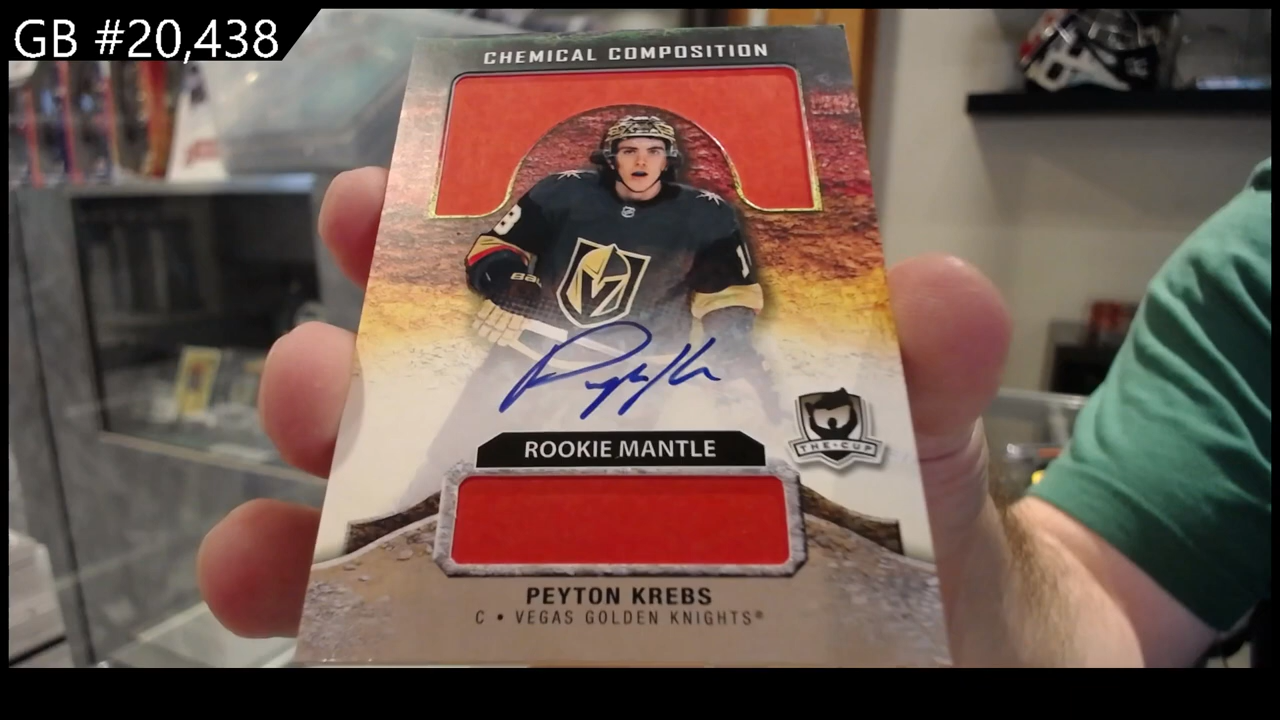 GB #20,438
CHEMICAL COMPOSITION
ROOKIE MANTLE
THE•CUP
PEYTON KREBS
C • VEGAS GOLDEN KNIGHTS®